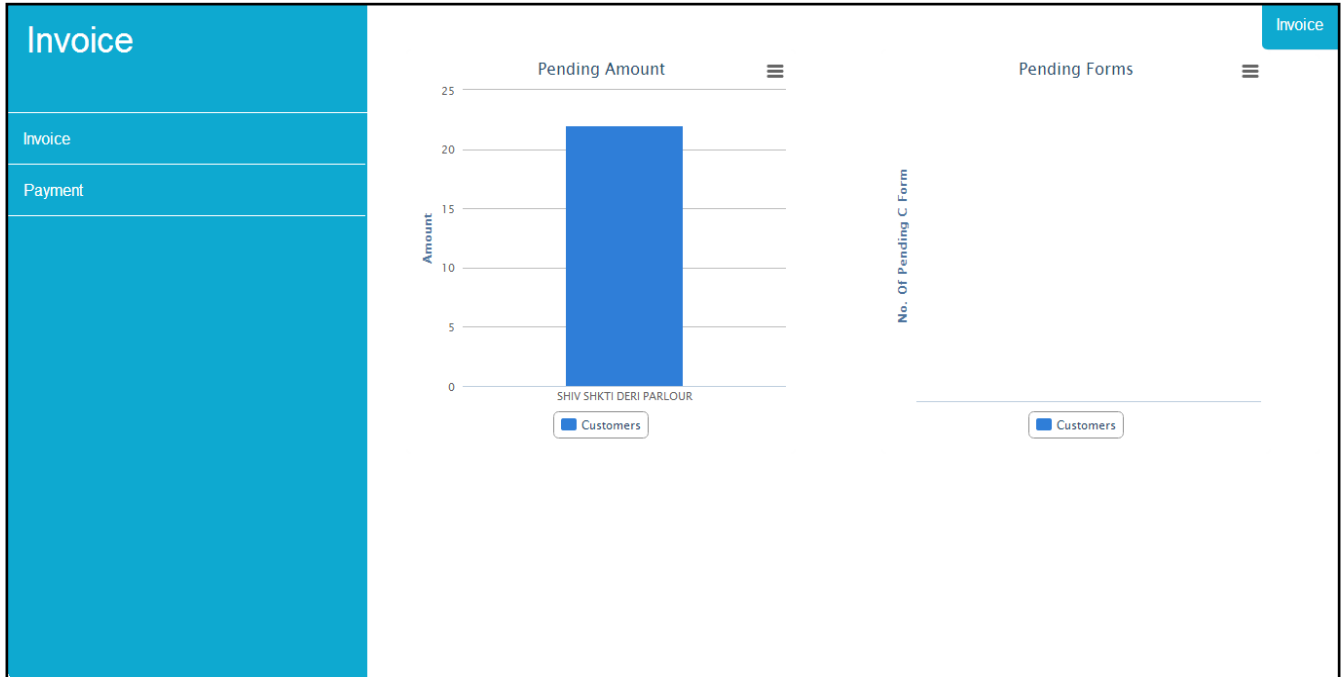 Invoice
Invoice
Payment
Invoice
Pending Amount
25
20
15
10
5
0
Amount
SHIV SHKTI DERI PARLOUR
Customers
Pending Forms
No. Of Pending C Form
Customers